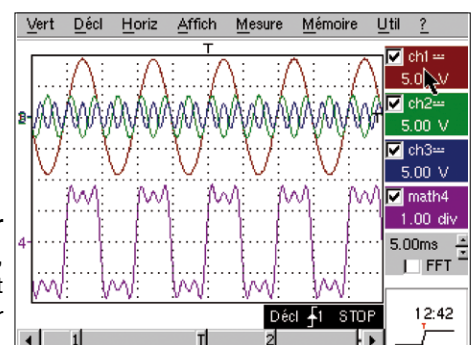 Vert Décl Horiz Affich Mesure Mémoire Util ?
T
ch1
5.0 V
ch2
5.00 V
ch3
5.00 V
math4
1.00 div
5.00ms
FFT
4
r
,
t
r
Décl 1 STOP
12:42
1 T 2